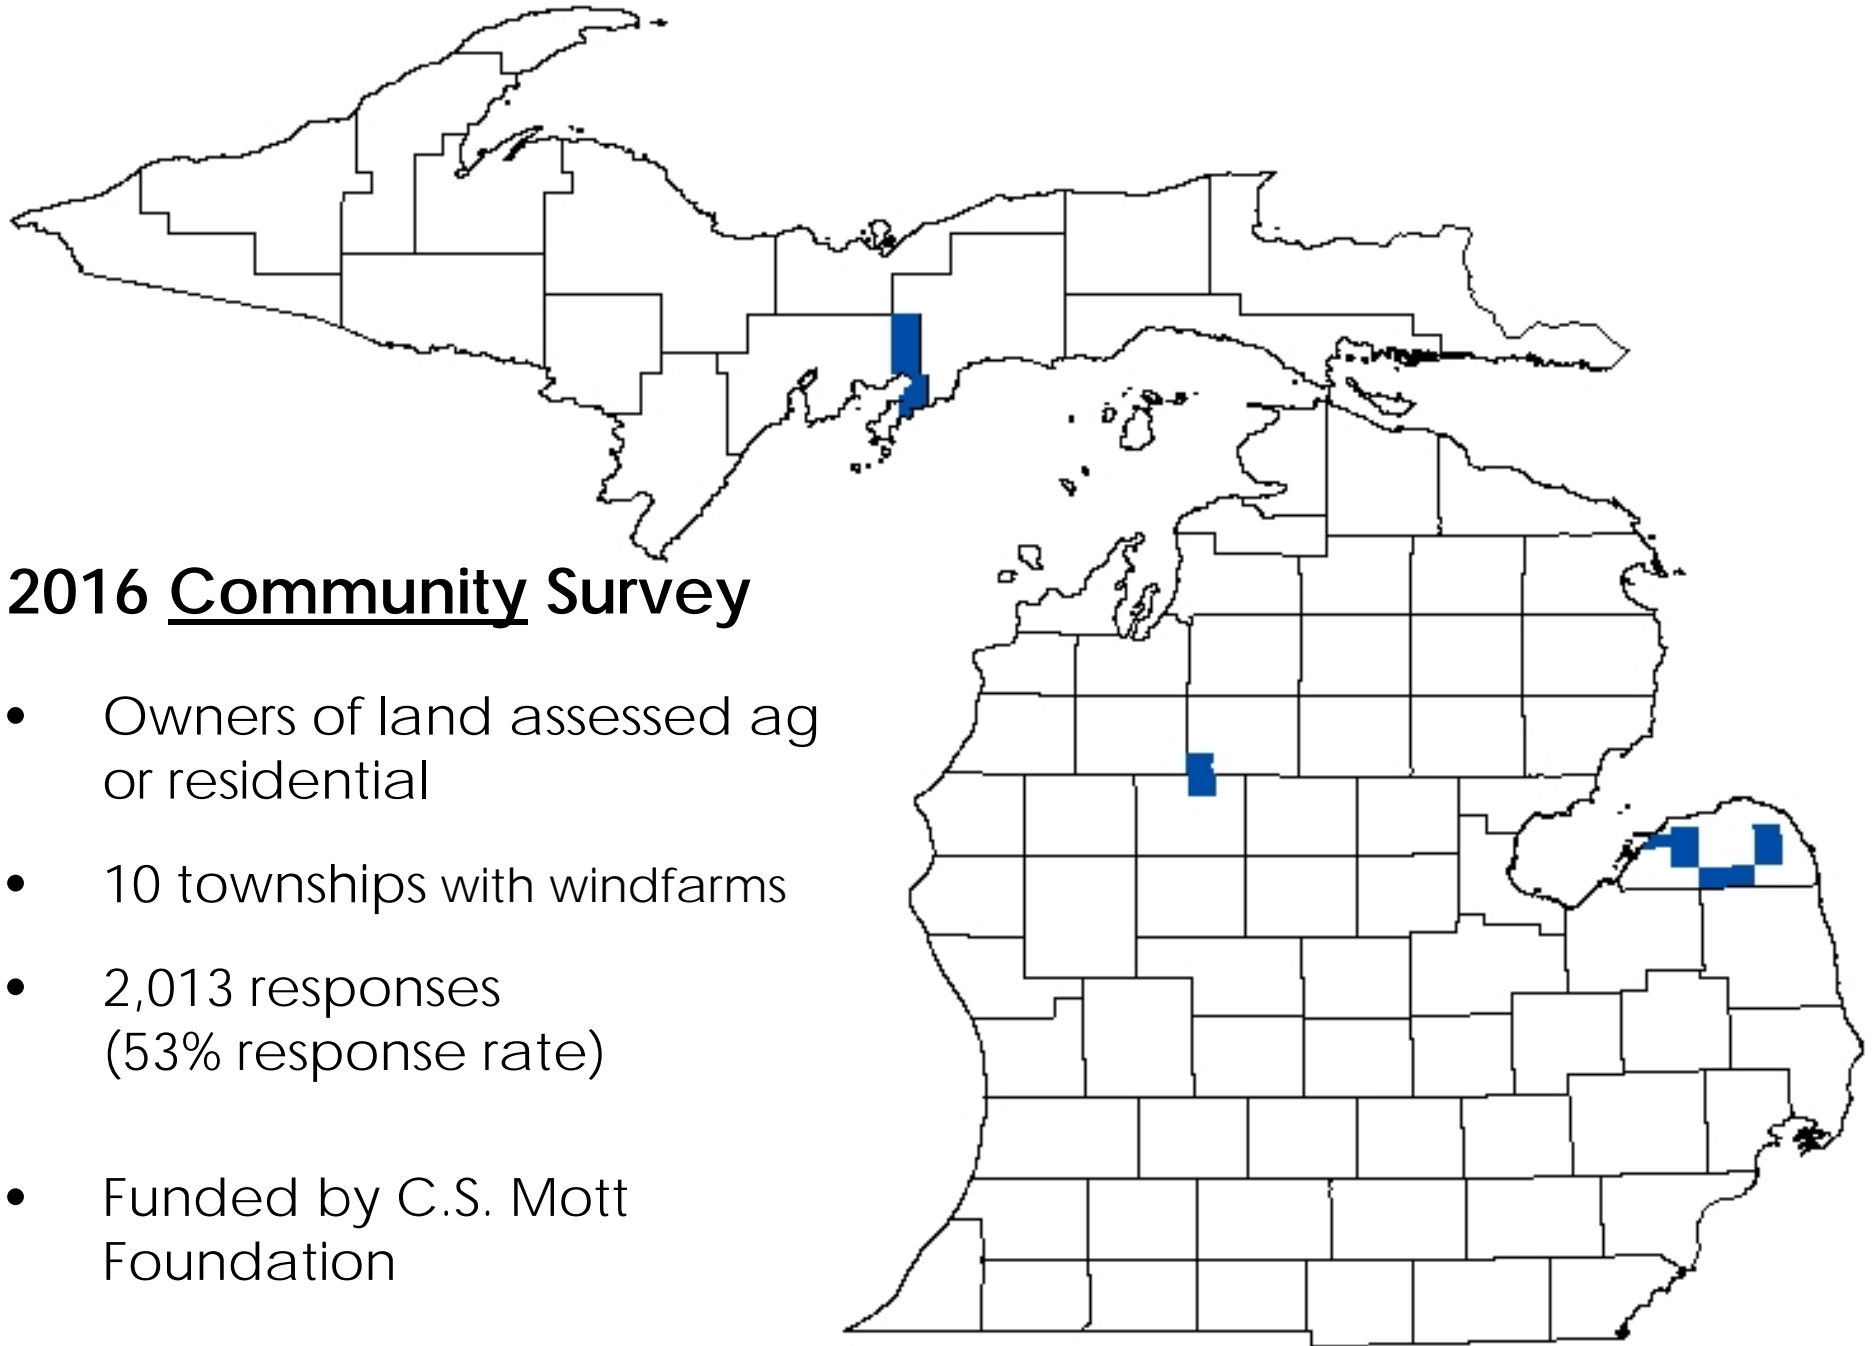 2016 Community Survey
• Owners of land assessed ag
or residential
• 10 townships with windfarms
• 2,013 responses
(53% response rate)
• Funded by C.S. Mott
Foundation